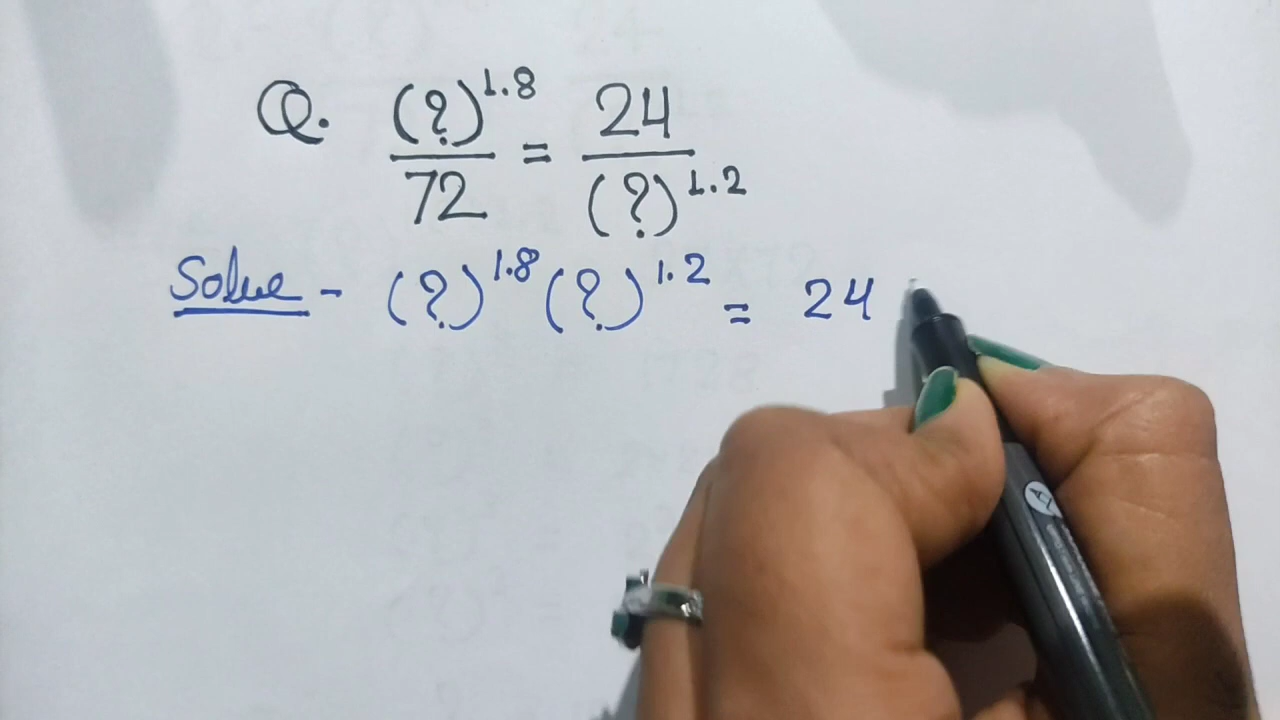 Q. (?)^1.8 / 72 = 24 / (?)^1.2
Solve - (?)^1.8 (?)^1.2 = 24